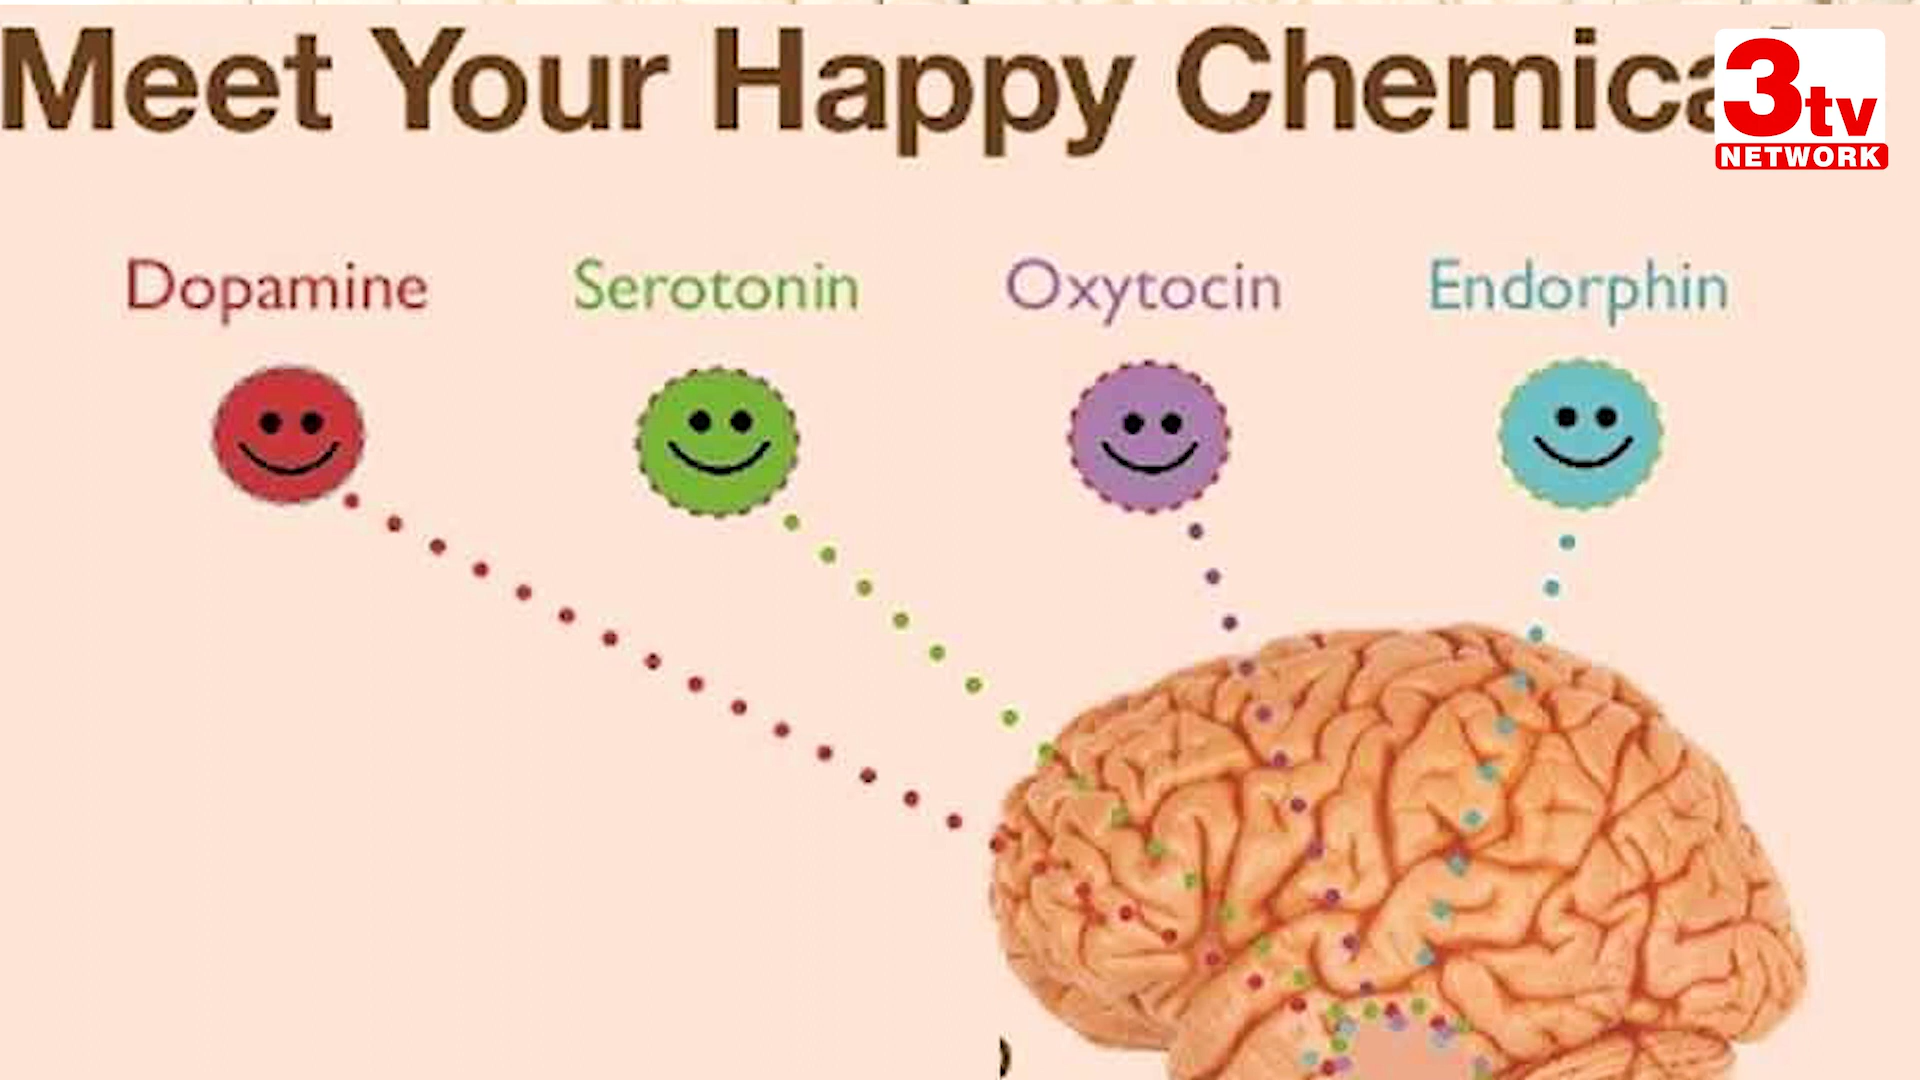 Meet Your Happy Chemica
3tv
NETWORK
Dopamine Serotonin Oxytocin Endorphin